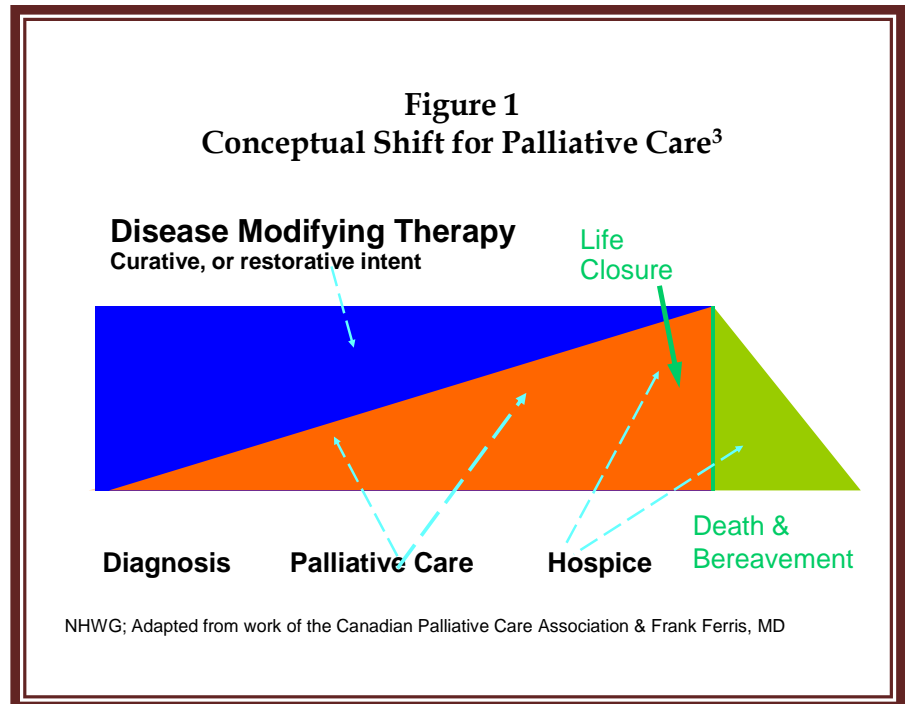 Figure 1
Conceptual Shift for Palliative Care³
Disease Modifying Therapy
Curative, or restorative intent
Life
Closure
Diagnosis
Palliative Care
Hospice
Death &
Bereavement
NHWG; Adapted from work of the Canadian Palliative Care Association & Frank Ferris, MD